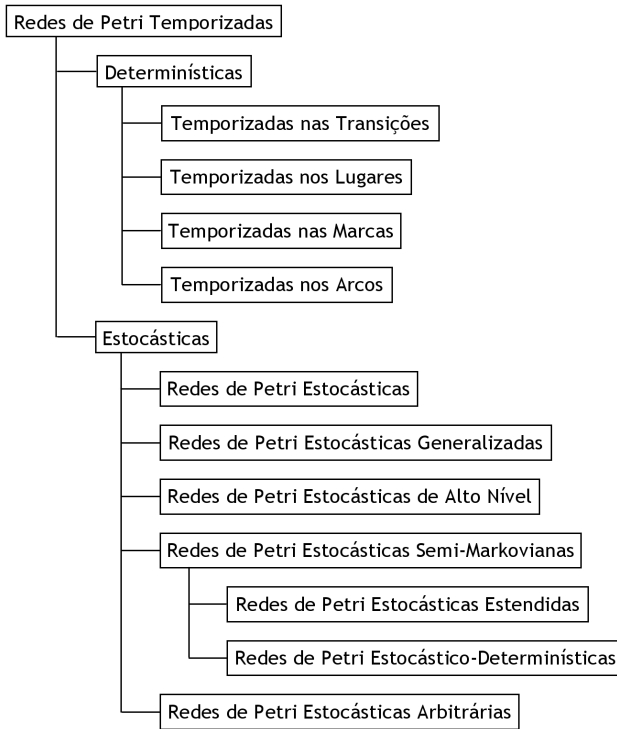 Redes de Petri Temporizadas
Determinísticas
Temporizadas nas Transições
Temporizadas nos Lugares
Temporizadas nas Marcas
Temporizadas nos Arcos
Estocásticas
Redes de Petri Estocásticas
Redes de Petri Estocásticas Generalizadas
Redes de Petri Estocásticas de Alto Nível
Redes de Petri Estocásticas Semi-Markovianas
Redes de Petri Estocásticas Estendidas
Redes de Petri Estocástico-Determinísticas
Redes de Petri Estocásticas Arbitrárias